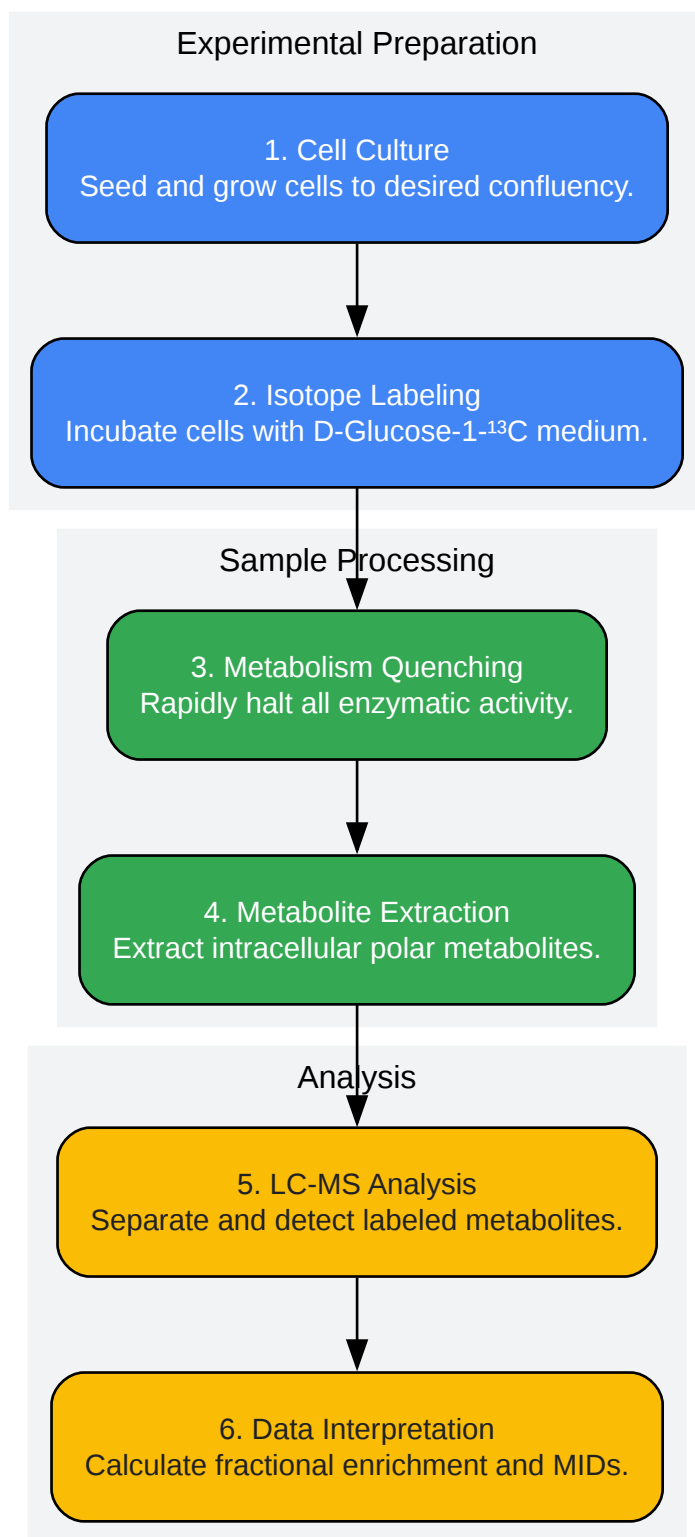 Experimental Preparation
1. Cell Culture
Seed and grow cells to desired confluency.
2. Isotope Labeling
Incubate cells with D-Glucose-1-¹³C medium.
Sample Processing
3. Metabolism Quenching
Rapidly halt all enzymatic activity.
4. Metabolite Extraction
Extract intracellular polar metabolites.
Analysis
5. LC-MS Analysis
Separate and detect labeled metabolites.
6. Data Interpretation
Calculate fractional enrichment and MIDs.